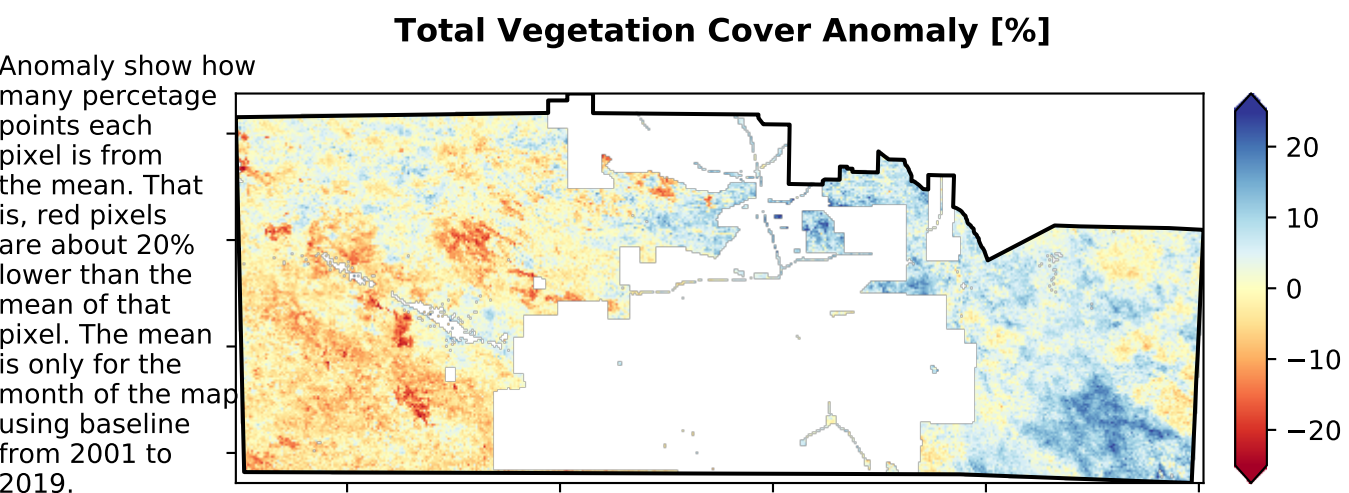 Total Vegetation Cover Anomaly [%]
Anomaly show how
many percetage
points each
pixel is from
the mean. That
is, red pixels
are about 20%
lower than the
mean of that
pixel. The mean
is only for the
month of the map
using baseline
from 2001 to
2019.
20
10
0
−10
−20